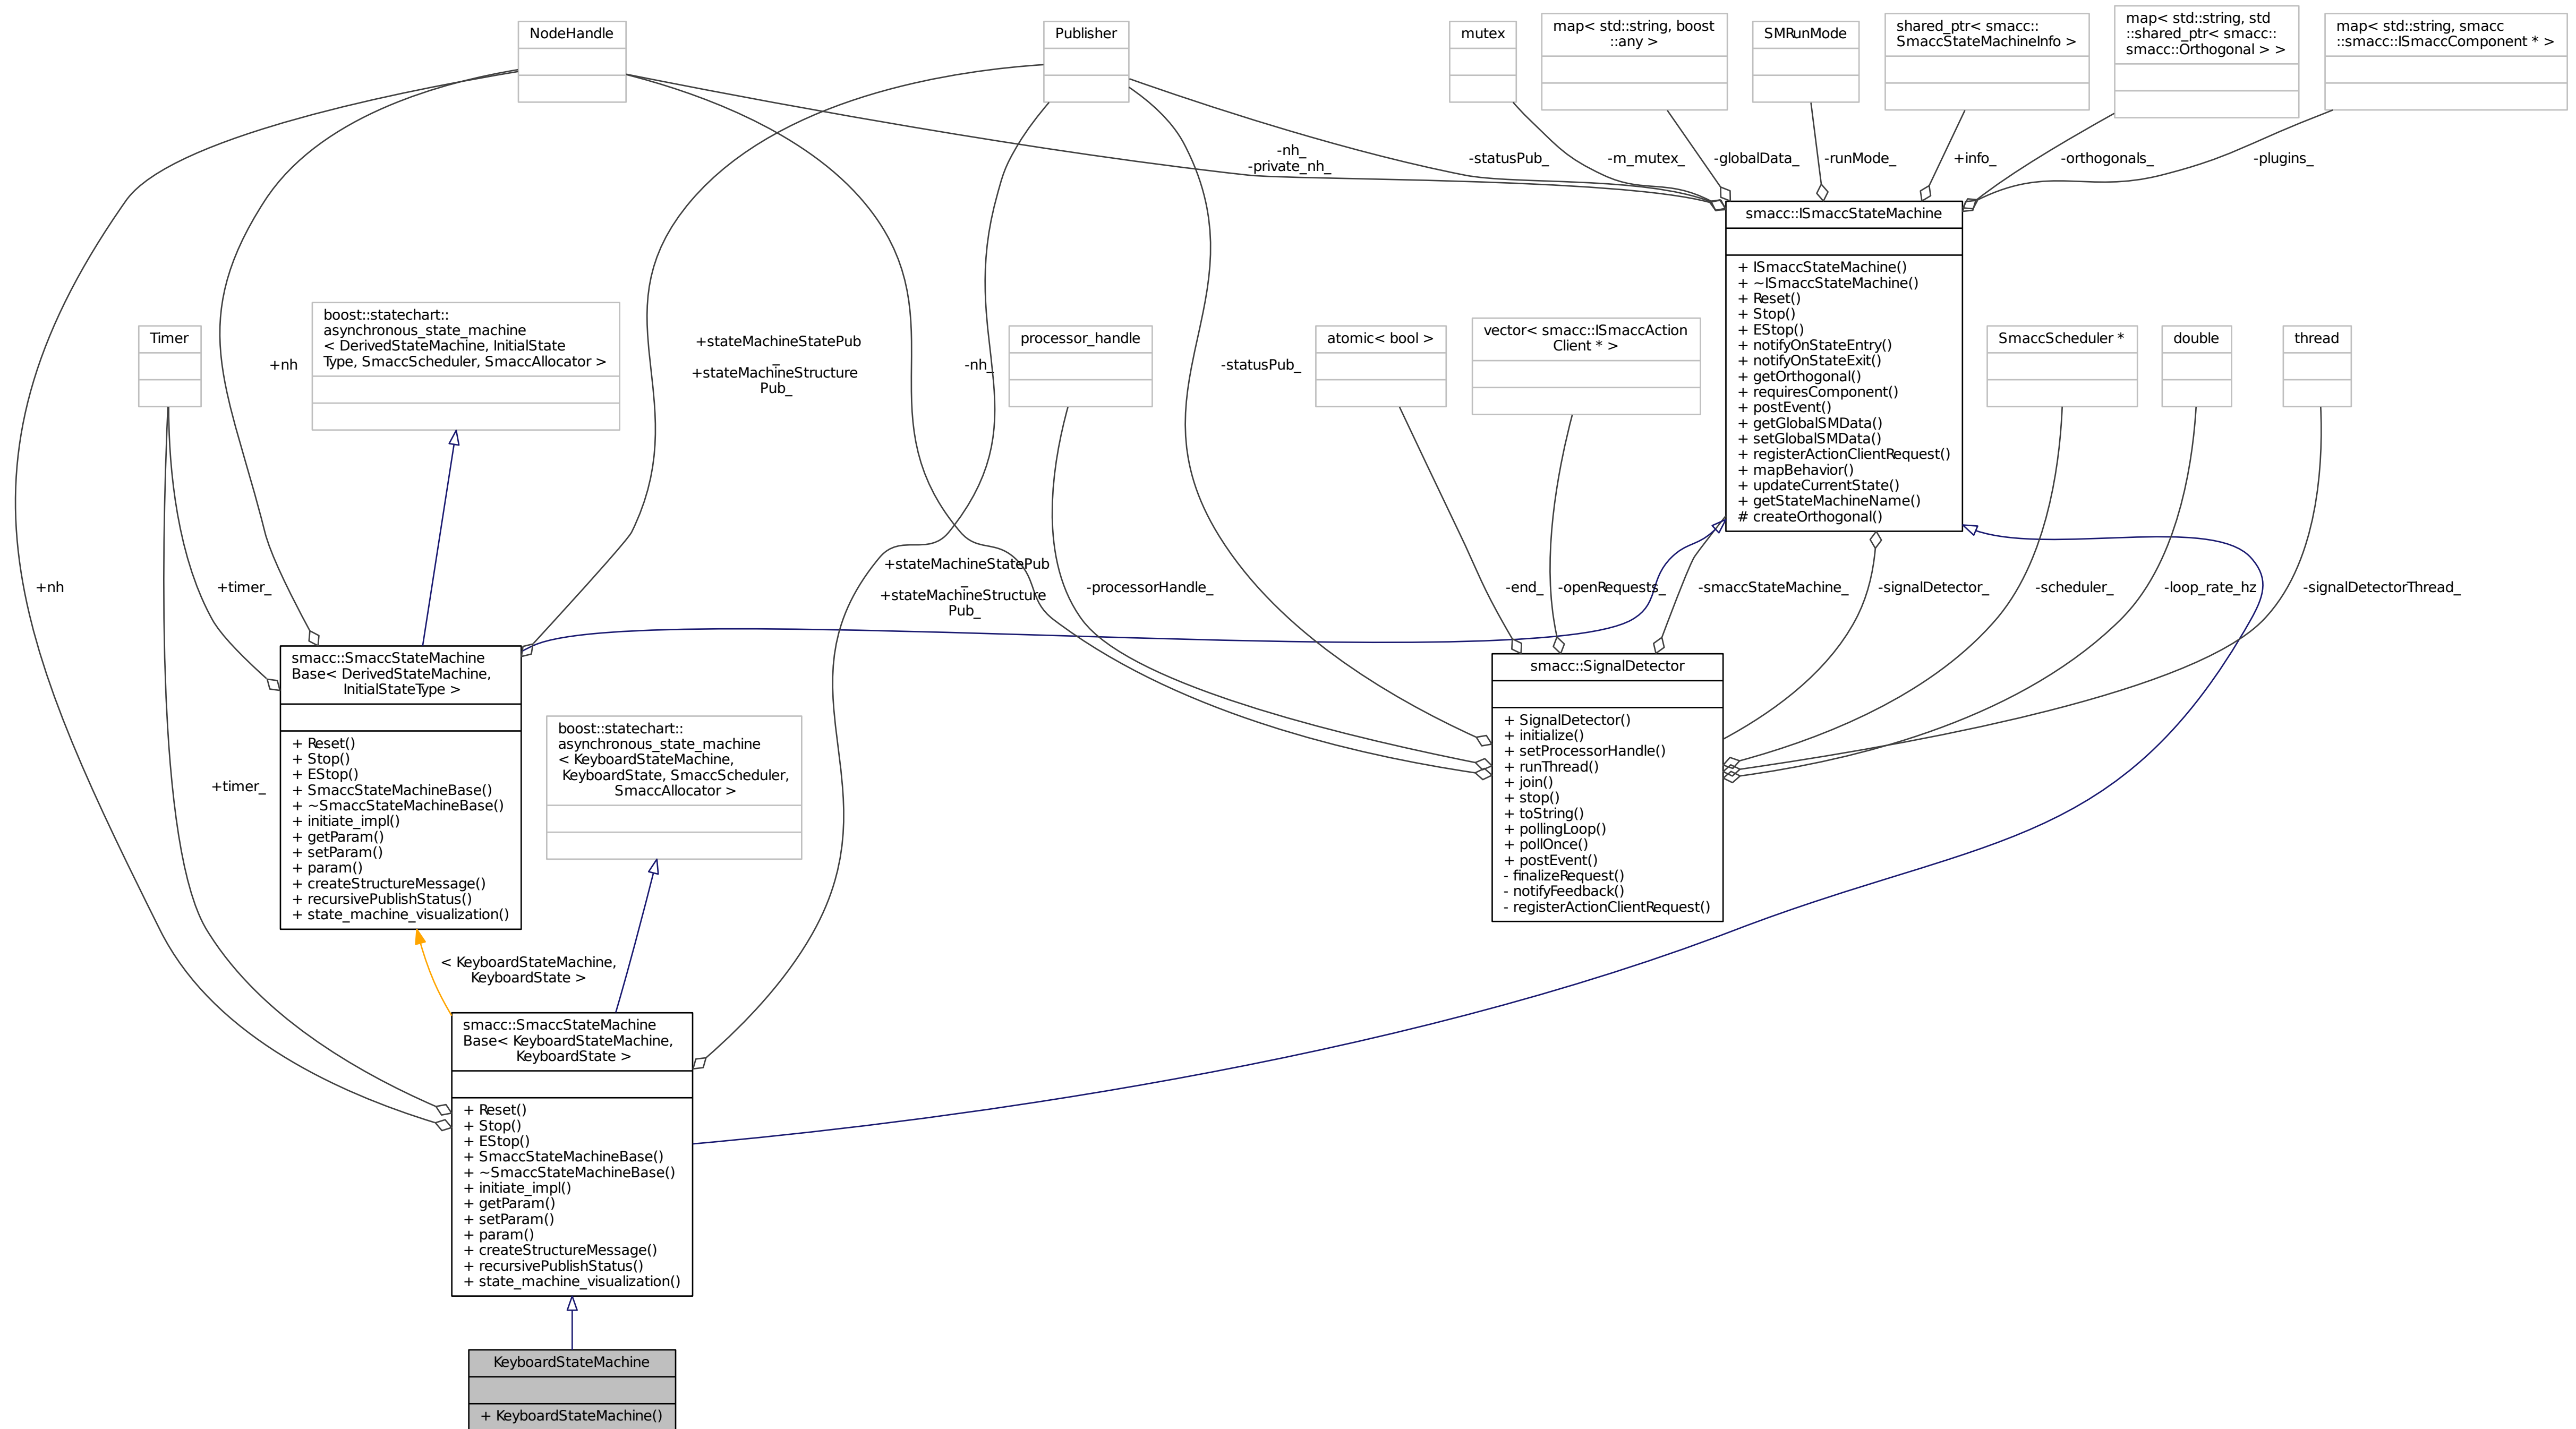 NodeHandle
Publisher
mutex
map< std::string, boost
::any >
SMRunMode
shared_ptr< smacc::
SmaccStateMachineInfo >
map< std::string, std
::shared_ptr< smacc::
smacc::Orthogonal > >
map< std::string, smacc
::smacc::ISmaccComponent * >
-nh_
-private_nh_
-statusPub_
-m_mutex_
-globalData_
-runMode_
+info_
-orthogonals_
-plugins_
smacc::ISmaccStateMachine
+ ISmaccStateMachine()
+ ~ISmaccStateMachine()
+ Reset()
+ Stop()
+ EStop()
+ notifyOnStateEntry()
+ notifyOnStateExit()
+ getOrthogonal()
+ requiresComponent()
+ postEvent()
+ getGlobalSMData()
+ setGlobalSMData()
+ registerActionClientRequest()
+ mapBehavior()
+ updateCurrentState()
+ getStateMachineName()
# createOrthogonal()
Timer
boost::statechart::
asynchronous_state_machine
< DerivedStateMachine, InitialState
Type, SmaccScheduler, SmaccAllocator >
+nh
+stateMachineStatePub
_
+stateMachineStructure
Pub_
-nh_
processor_handle
-statusPub_
atomic< bool >
vector< smacc::ISmaccAction
Client * >
SmaccScheduler *
double
thread
+nh
+timer_
+stateMachineStatePub
_
+stateMachineStructure
Pub_
-processorHandle_
-end_
-openRequests_
-smaccStateMachine_
-signalDetector_
-scheduler_
-loop_rate_hz
-signalDetectorThread_
smacc::SmaccStateMachine
Base< DerivedStateMachine,
InitialStateType >
+ Reset()
+ Stop()
+ EStop()
+ SmaccStateMachineBase()
+ ~SmaccStateMachineBase()
+ initiate_impl()
+ getParam()
+ setParam()
+ param()
+ createStructureMessage()
+ recursivePublishStatus()
+ state_machine_visualization()
smacc::SignalDetector
+ SignalDetector()
+ initialize()
+ setProcessorHandle()
+ runThread()
+ join()
+ stop()
+ toString()
+ pollingLoop()
+ pollOnce()
+ postEvent()
- finalizeRequest()
- notifyFeedback()
- registerActionClientRequest()
boost::statechart::
asynchronous_state_machine
< KeyboardStateMachine,
KeyboardState, SmaccScheduler,
SmaccAllocator >
+timer_
< KeyboardStateMachine,
KeyboardState >
smacc::SmaccStateMachine
Base< KeyboardStateMachine,
KeyboardState >
+ Reset()
+ Stop()
+ EStop()
+ SmaccStateMachineBase()
+ ~SmaccStateMachineBase()
+ initiate_impl()
+ getParam()
+ setParam()
+ param()
+ createStructureMessage()
+ recursivePublishStatus()
+ state_machine_visualization()
KeyboardStateMachine
+ KeyboardStateMachine()